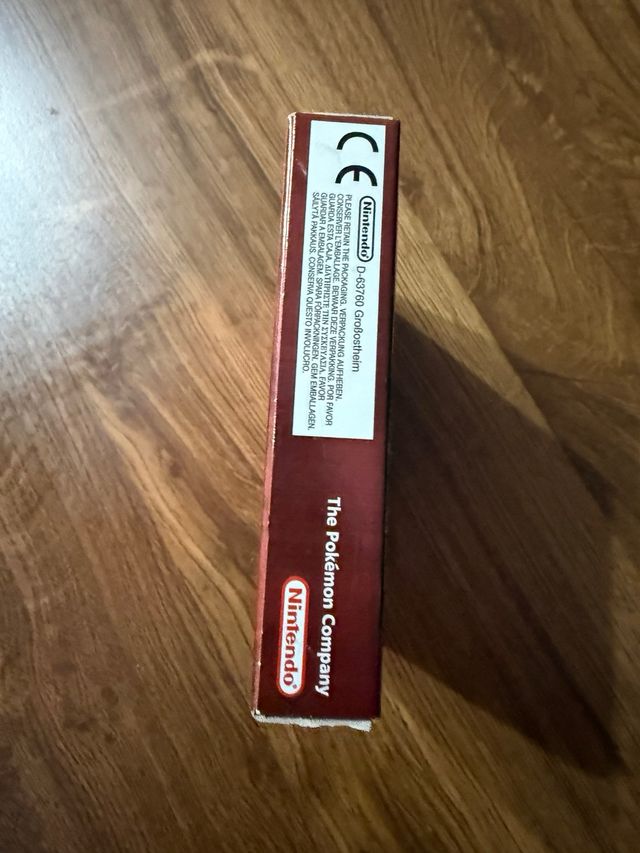 CE
Nintendo D-63760 Großostheim
PLEASE RETAIN THE PACKAGING. VERPACKUNG AUFHEBEN.
CONSERVER L'EMBALLAGE. BEWAAR DEZE VERPAKKING. POR FAVOR
GUARDA ESTA CAJA. ΔΙΑΤΗΡΗΣΤΕ ΤΗΝ ΣΥΣΚΕΥΑΣΙΑ. FAVOR
GUARDAR A EMBALAGEM. SPARA FÖRPACKNINGEN. GEM EMBALLAGEN.
SÄILYTÄ PAKKAUS. CONSERVA QUESTO INVOLUCRO.
The Pokémon Company
Nintendo®